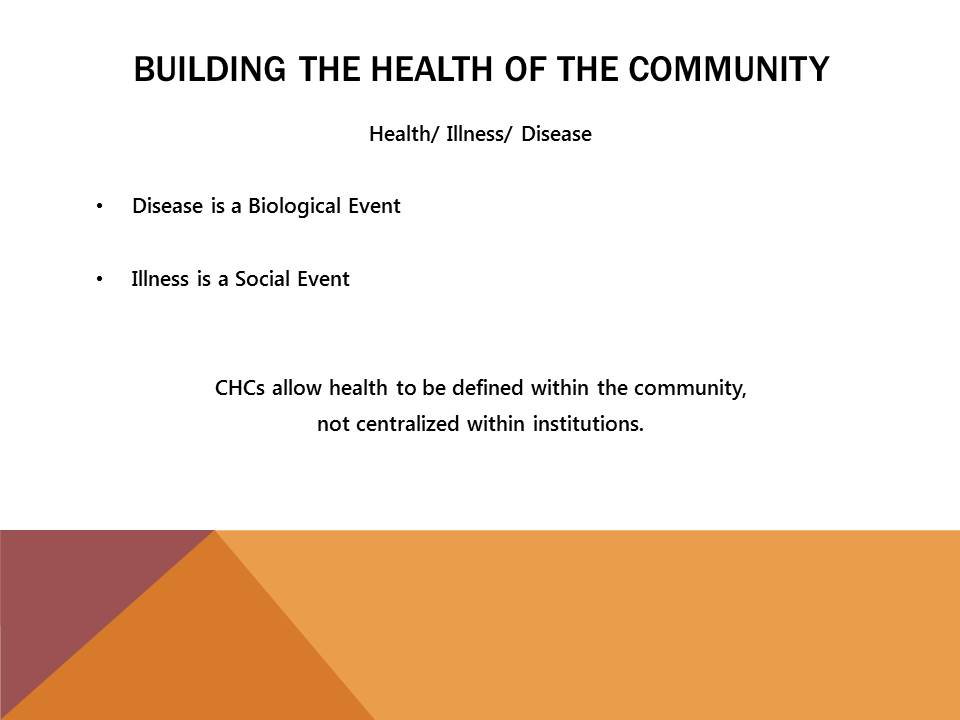 BUILDING THE HEALTH OF THE COMMUNITY
Health/ Illness/ Disease
• Disease is a Biological Event
• Illness is a Social Event
CHCs allow health to be defined within the community,
not centralized within institutions.